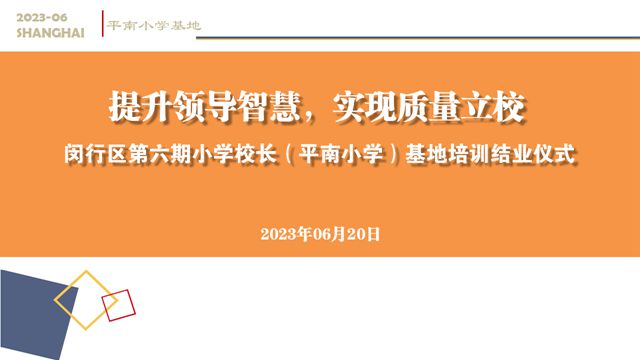 2023-06
SHANGHAI
平南小学基地
提升领导智慧，实现质量立校
闵行区第六期小学校长（平南小学）基地培训结业仪式
2023年06月20日